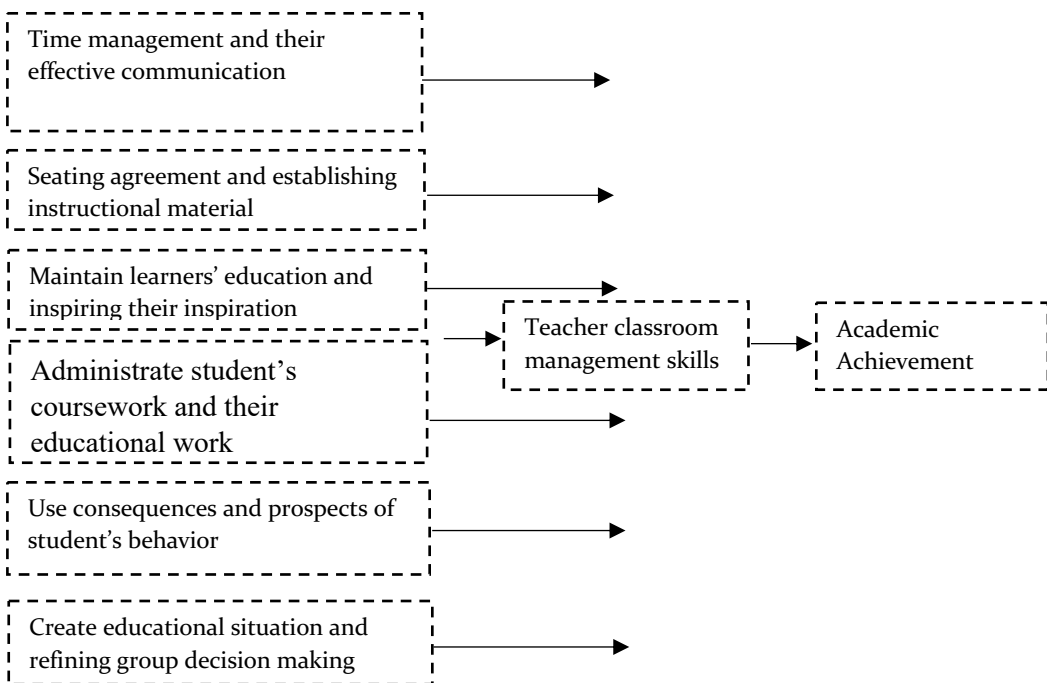 Time management and their
effective communication
Seating agreement and establishing
instructional material
Maintain learners’ education and
inspiring their inspiration
Teacher classroom
management skills
Academic
Achievement
Administrate student’s
coursework and their
educational work
Use consequences and prospects of
student’s behavior
Create educational situation and
refining group decision making